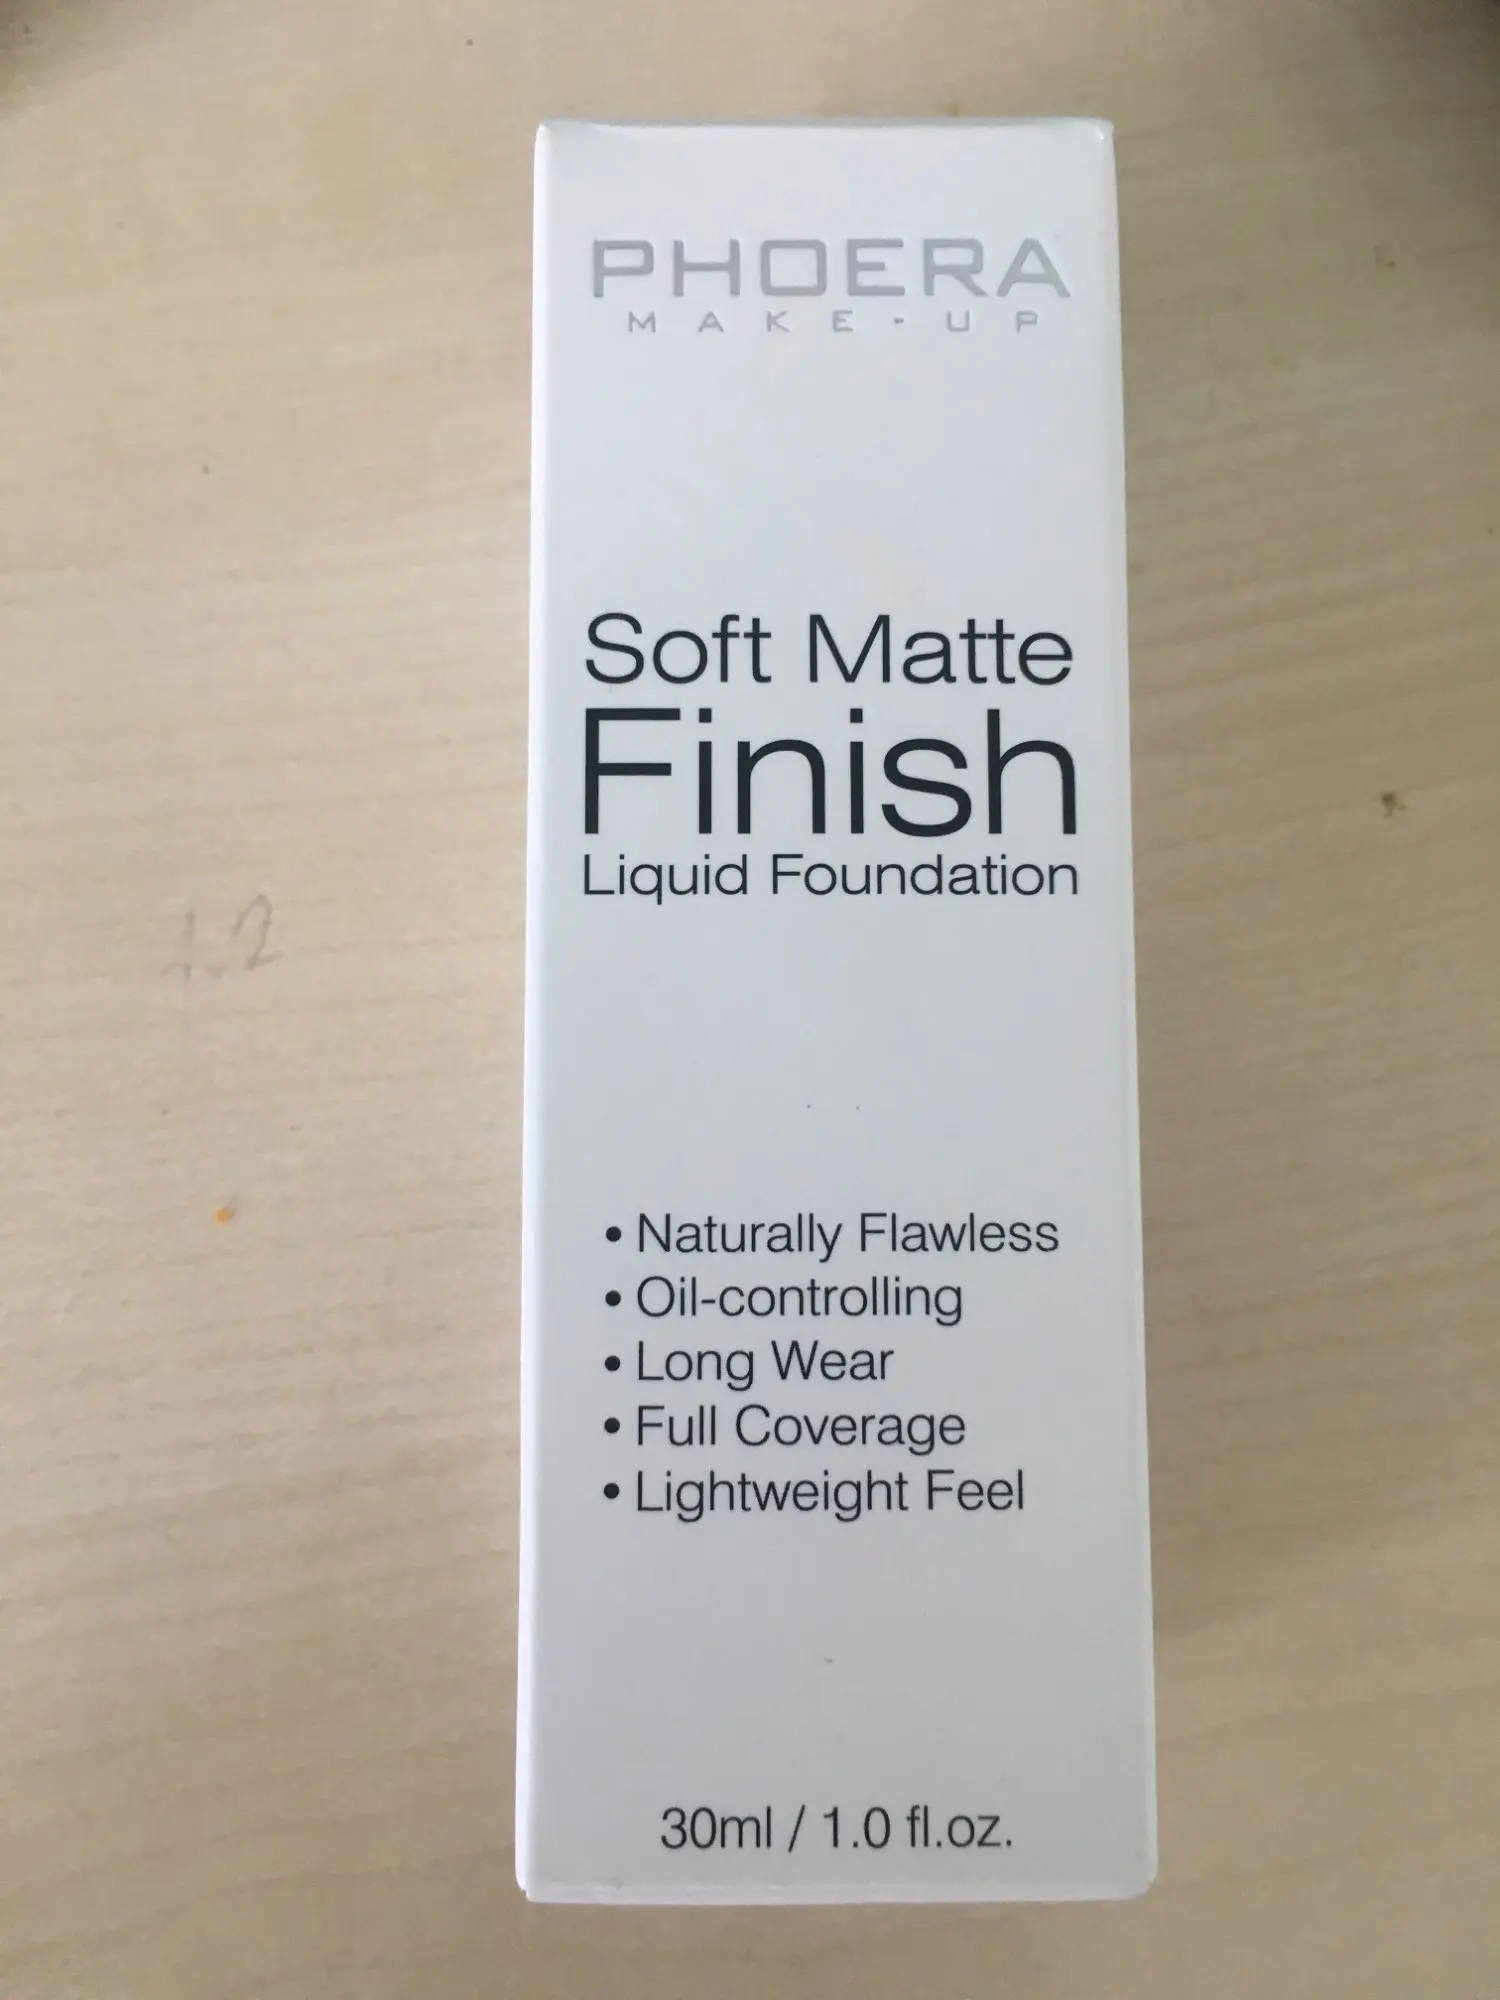 PHOERA
MAKE-UP
Soft Matte
Finish
Liquid Foundation
• Naturally Flawless
• Oil-controlling
• Long Wear
• Full Coverage
• Lightweight Feel
30ml / 1.0 fl.oz.